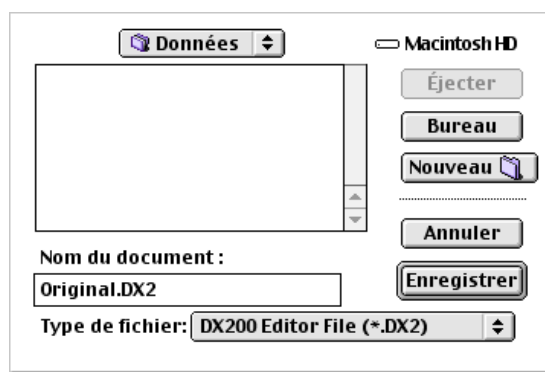 Données
Macintosh HD
Éjecter
Bureau
Nouveau
Annuler
Nom du document :
Original.DX2
Enregistrer
Type de fichier: DX200 Editor File (*.DX2)